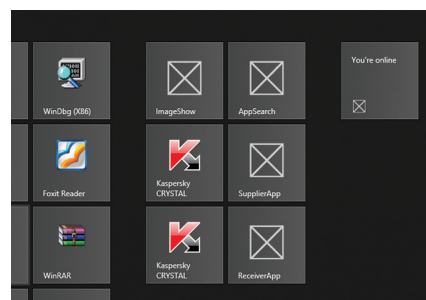 You're online
WinDbg (X86)
ImageShow
AppSearch
Foxit Reader
Kaspersky
CRYSTAL
SupplierApp
WinRAR
Kaspersky
CRYSTAL
ReceiverApp